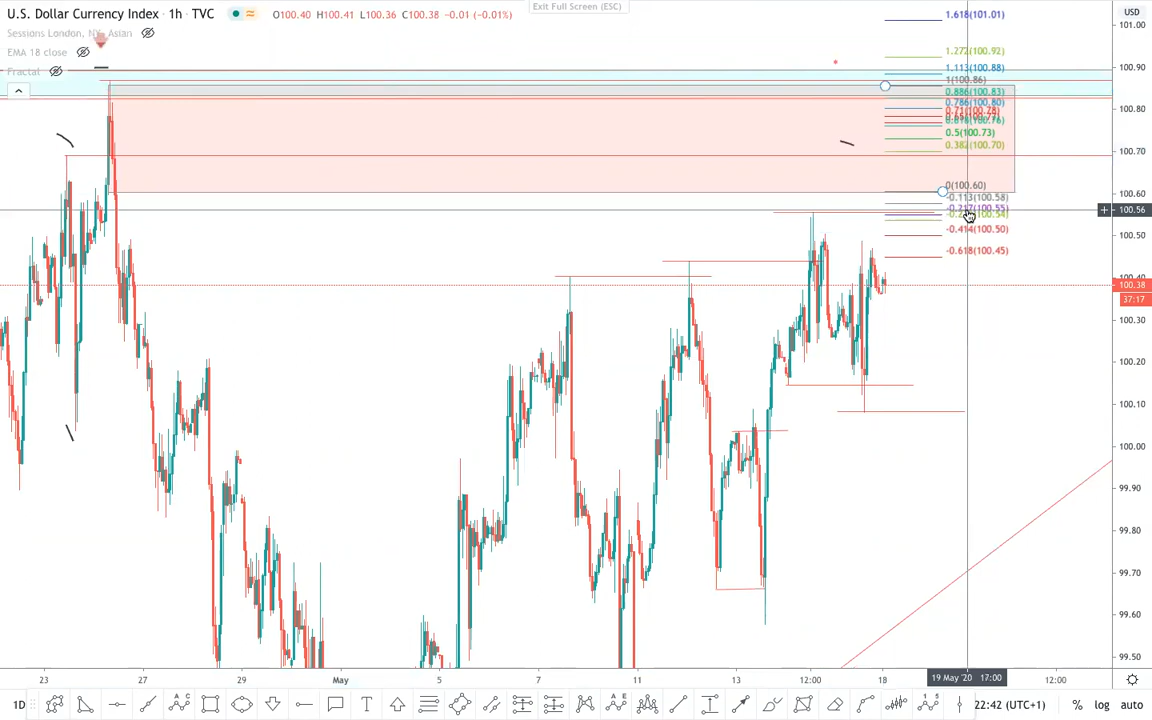 U.S. Dollar Currency Index · 1h · TVC
O100.40 H100.41 L100.36 C100.38 −0.01 (−0.01%)
Exit Full Screen (ESC)
USD
Sessions London, NY, Asian
EMA 18 close
Fractal
1.618(101.01)
1.272(100.92)
1.113(100.88)
1(100.86)
0.886(100.83)
0.786(100.80)
0.5(100.73)
0.382(100.70)
0(100.60)
-0.113(100.58)
-0.414(100.50)
-0.618(100.45)
101.00
100.90
100.80
100.70
100.60
100.56
100.50
100.40
100.38
37:17
100.30
100.20
100.10
100.00
99.90
99.80
99.70
99.60
99.50
23
27
29
May
5
7
11
13
12:00
18
19 May '20 17:00
12:00
1D
A C
A E
1 5
22:42 (UTC+1)
%
log
auto